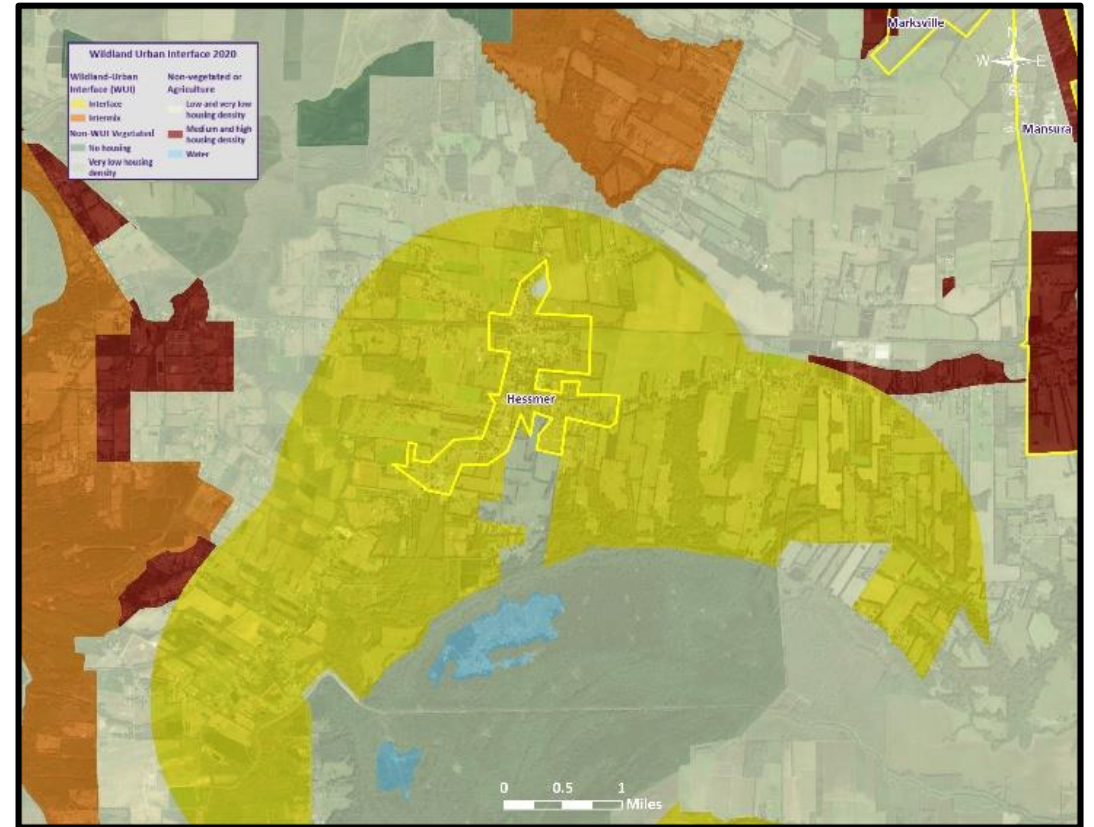 Marksville
N
W
E
S
Mansura
Wildland Urban Interface 2020
Wildland-Urban
Interface (WUI)
Interface
Intermix
Non-WUI Vegetated
No housing
Very low housing
density
Non-vegetated or
Agriculture
Low and very low
housing density
Medium and high
housing density
Water
Hessmer
0 0.5 1
Miles